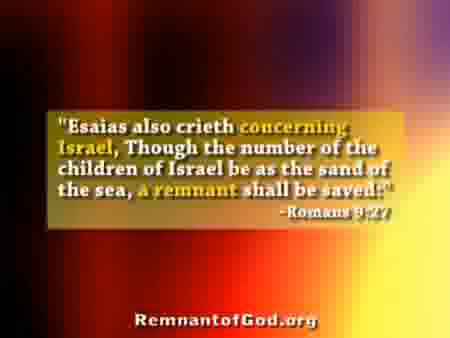 "Esaias also crieth concerning
Israel, Though the number of the
children of Israel be as the sand of
the sea, a remnant shall be saved:"
-Romans 9:27
RemnantofGod.org